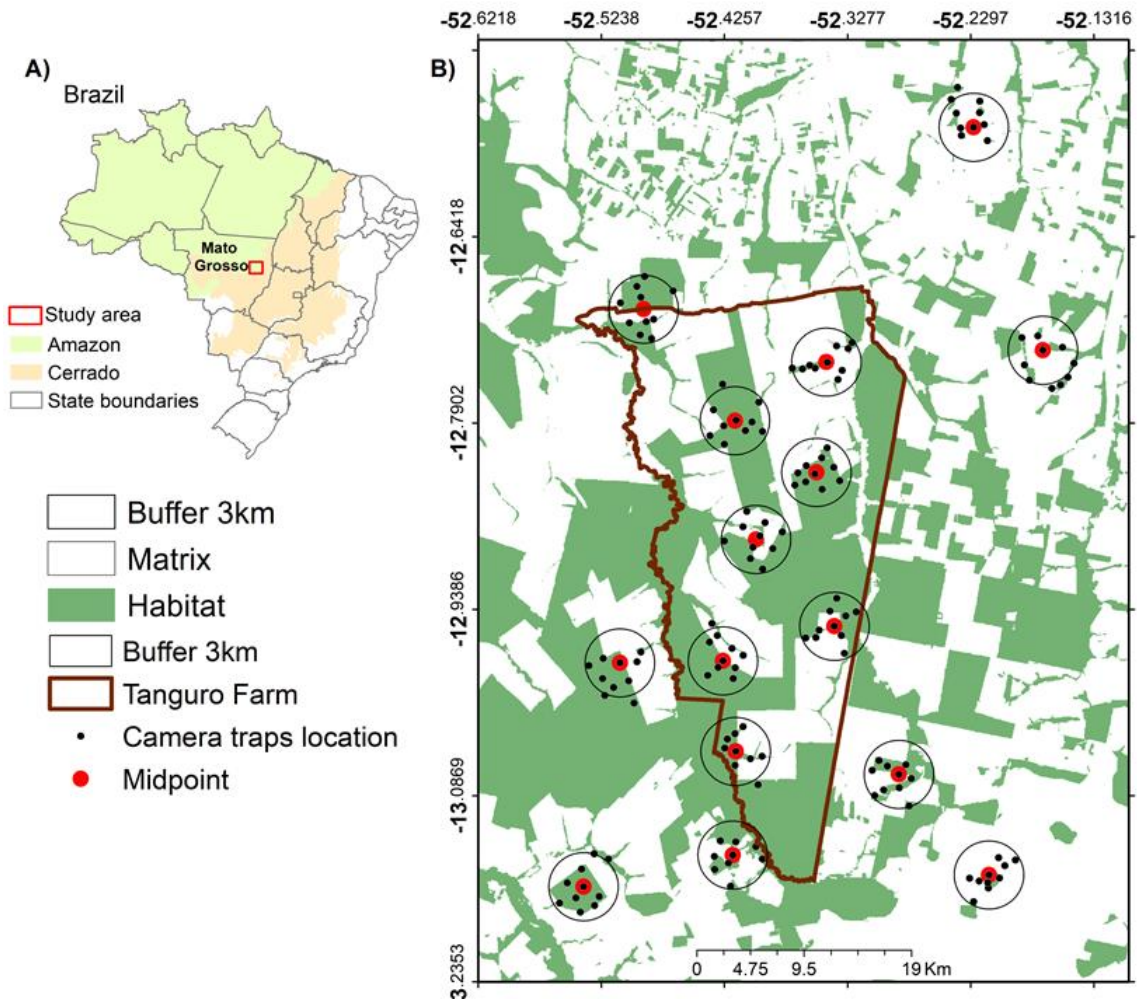 A)
Brazil
Mato
Grosso
Study area
Amazon
Cerrado
State boundaries
Buffer 3km
Matrix
Habitat
Buffer 3km
Tanguro Farm
Camera traps location
Midpoint
B)
-52.6218 -52.5238 -52.4257 -52.3277 -52.2297 -52.1316
-12.6418
-12.7902
-12.9386
-13.0869
3.2353
0 4.75 9.5 19 Km